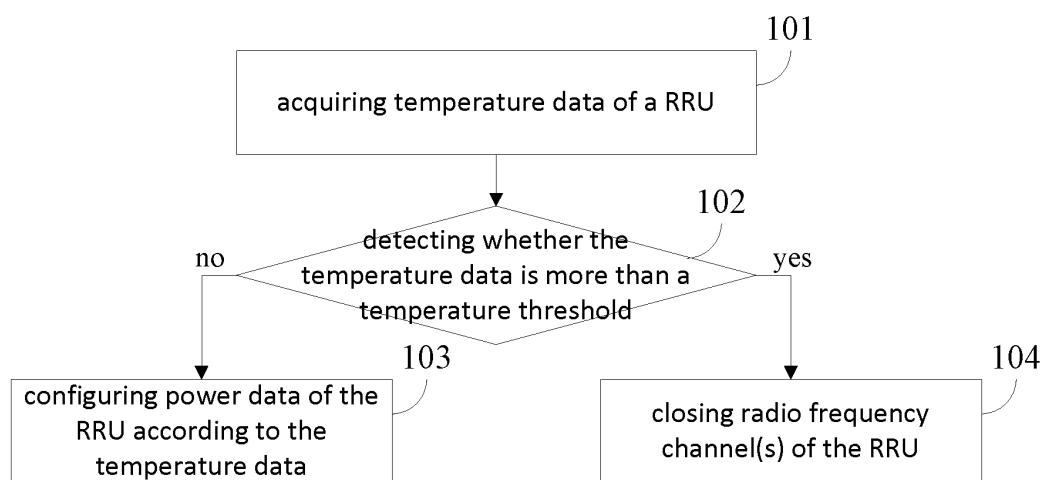 101
acquiring temperature data of a RRU
102
detecting whether the
temperature data is more than a
temperature threshold
no
yes
103
configuring power data of the
RRU according to the
temperature data
104
closing radio frequency
channel(s) of the RRU